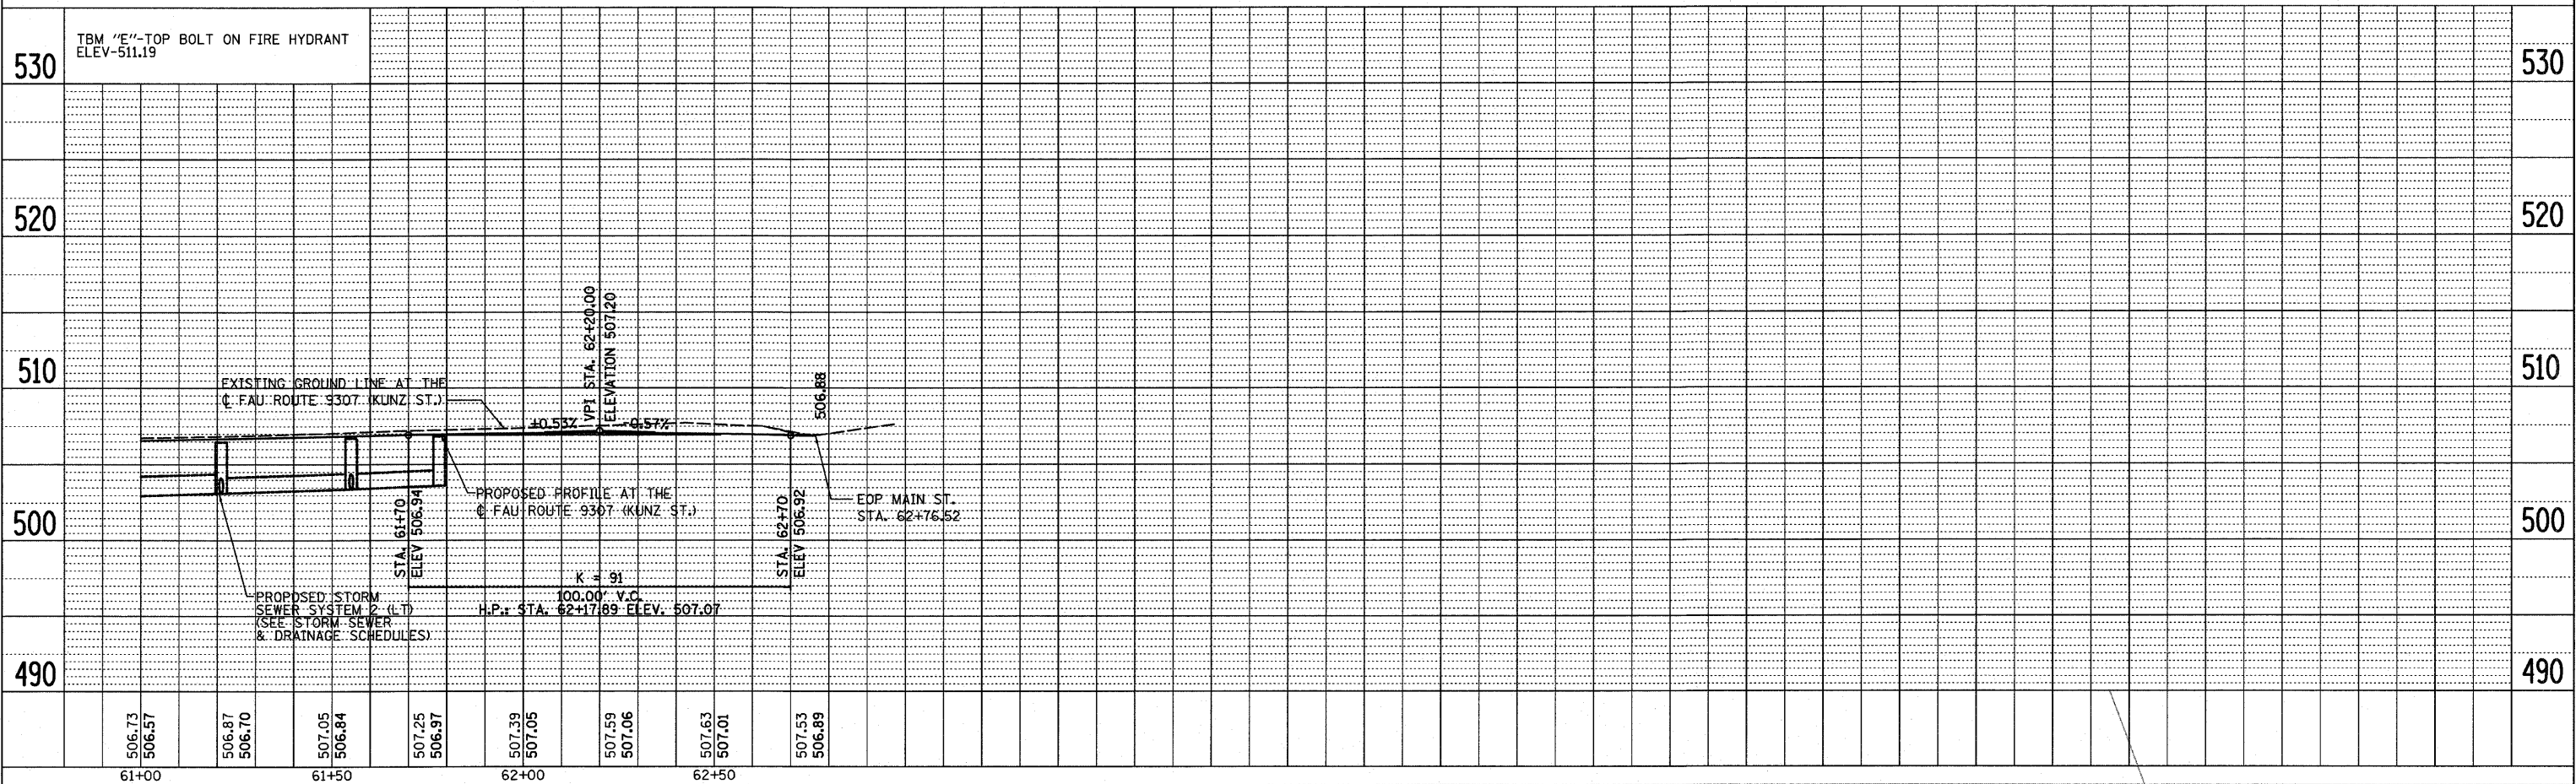 TBM "E"-TOP BOLT ON FIRE HYDRANT
ELEV-511.19
530
530
520
520
510
510
500
500
490
490
EXISTING GROUND LINE AT THE
℄ FAU ROUTE 9307 (KUNZ ST.)
+0.53%
VPI STA. 62+20.00
ELEVATION 507.20
-0.57%
506.88
PROPOSED PROFILE AT THE
℄ FAU ROUTE 9307 (KUNZ ST.)
EOP MAIN ST.
STA. 62+76.52
STA. 61+70
ELEV 506.94
STA. 62+70
ELEV 506.92
K = 91
100.00' V.C.
H.P.: STA. 62+17.89 ELEV. 507.07
PROPOSED STORM
SEWER SYSTEM 2 (LT)
(SEE STORM SEWER
& DRAINAGE SCHEDULES)
506.73
506.57
506.87
506.70
507.05
506.84
507.25
506.97
507.39
507.05
507.59
507.06
507.63
507.01
507.53
506.89
61+00
61+50
62+00
62+50